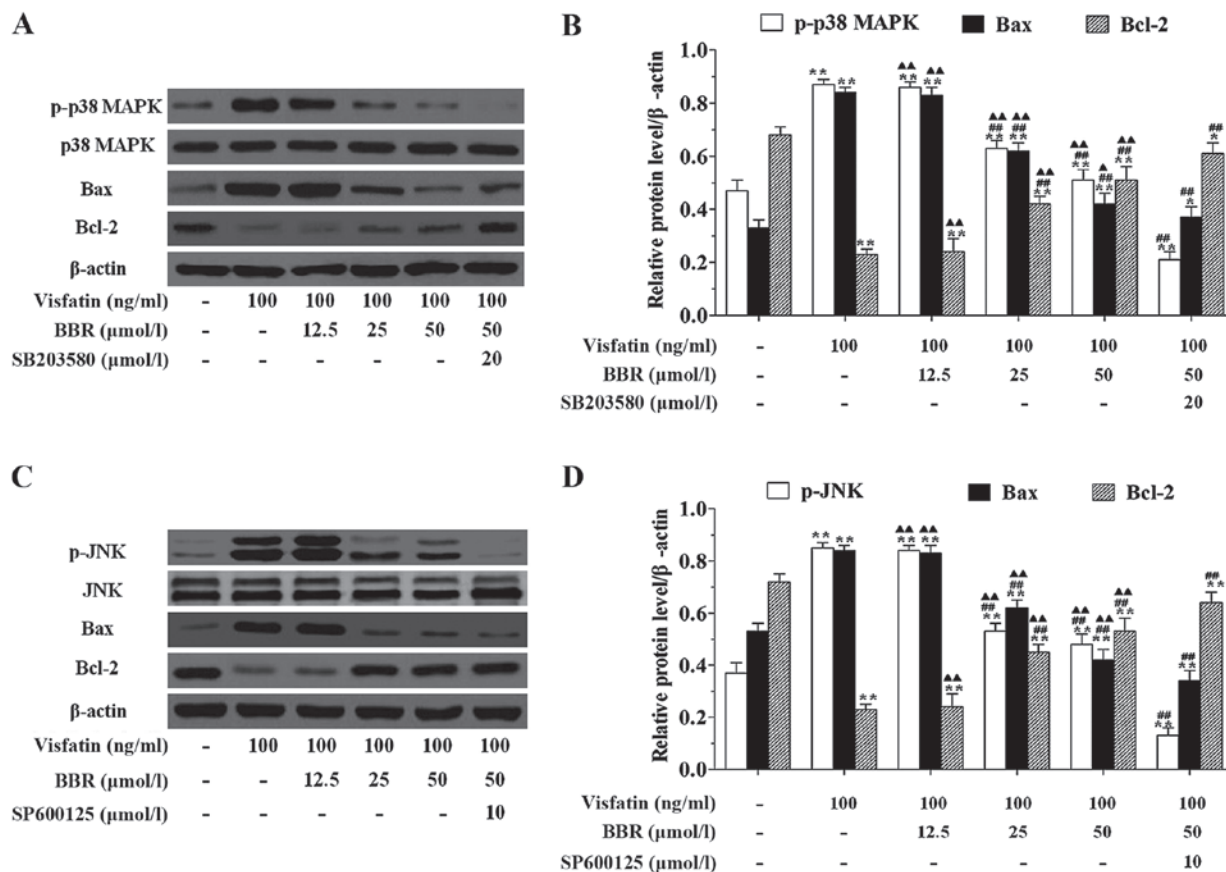 A
p-p38 MAPK
p38 MAPK
Bax
Bcl-2
β-actin
Visfatin (ng/ml) - 100 100 100 100 100
BBR (μmol/l) - - 12.5 25 50 50
SB203580 (μmol/l) - - - - - 20
B
p-p38 MAPK Bax Bcl-2
Relative protein level/β -actin
1.0
0.8
0.6
0.4
0.2
0.0
** **
▲▲ ▲▲
** **
**
▲▲
**
▲▲ ▲▲
## ##
** **
▲▲
##
**
▲▲
##
**
▲
##
**
▲▲
##
**
##
**
##
*
##
*
Visfatin (ng/ml) - 100 100 100 100 100
BBR (μmol/l) - - 12.5 25 50 50
SB203580 (μmol/l) - - - - - 20
C
p-JNK
JNK
Bax
Bcl-2
β-actin
Visfatin (ng/ml) - 100 100 100 100 100
BBR (μmol/l) - - 12.5 25 50 50
SP600125 (μmol/l) - - - - - 10
D
p-JNK Bax Bcl-2
Relative protein level/β -actin
1.0
0.8
0.6
0.4
0.2
0.0
** **
▲▲ ▲▲
** **
**
▲▲
**
▲▲
##
**
▲▲
##
**
▲▲
##
**
▲▲
##
**
▲▲
##
**
▲▲
##
**
##
**
##
**
##
**
Visfatin (ng/ml) - 100 100 100 100 100
BBR (μmol/l) - - 12.5 25 50 50
SP600125 (μmol/l) - - - - - 10